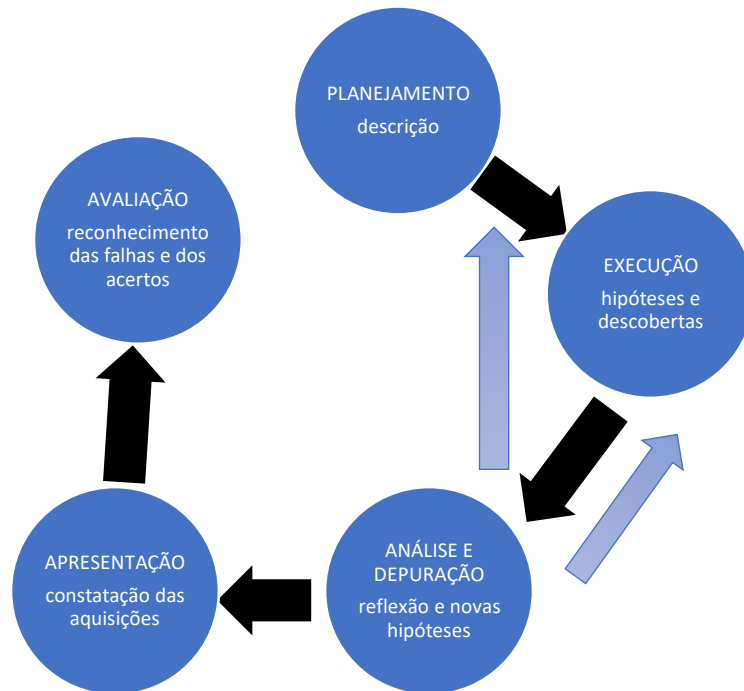 PLANEJAMENTO
descrição
EXECUÇÃO
hipóteses e
descobertas
ANÁLISE E
DEPURAÇÃO
reflexão e novas
hipóteses
APRESENTAÇÃO
constatação das
aquisições
AVALIAÇÃO
reconhecimento
das falhas e dos
acertos